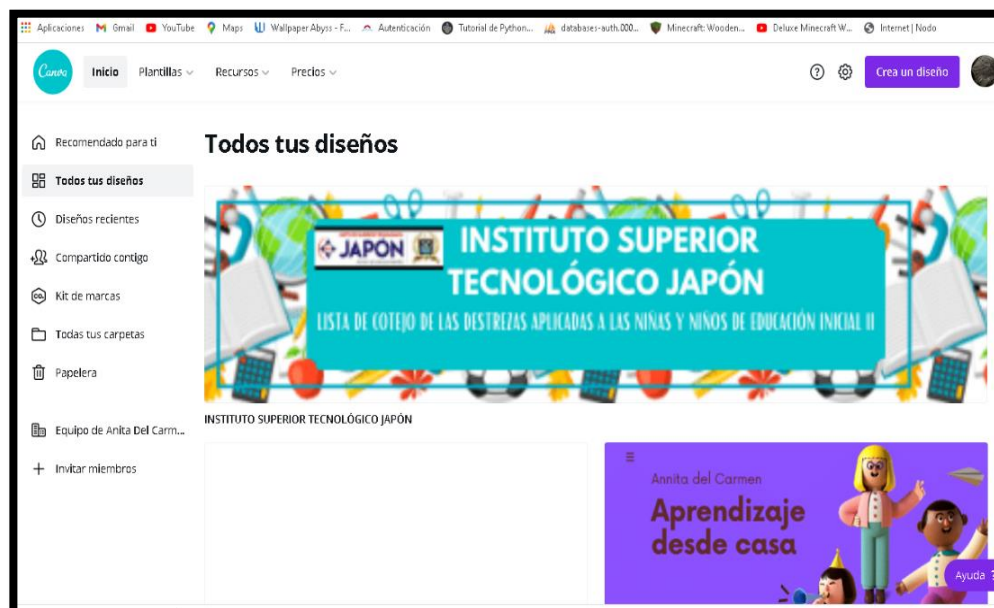 Aplicaciones Gmail YouTube Maps Wallpaper Abyss - F... Autenticación Tutorial de Python... databases-auth.000... Minecraft: Wooden... Deluxe Minecraft W... Internet | Nodo
Canva Inicio Plantillas Recursos Precios Crea un diseño
Recomendado para ti
Todos tus diseños
Diseños recientes
Compartido contigo
Kit de marcas
Todas tus carpetas
Papelera
Equipo de Anita Del Carm...
Invitar miembros
Todos tus diseños
JAPÓN
INSTITUTO SUPERIOR
TECNOLÓGICO JAPÓN
LISTA DE COTEJO DE LAS DESTREZAS APLICADAS A LAS NIÑAS Y NIÑOS DE EDUCACIÓN INICIAL II
INSTITUTO SUPERIOR TECNOLÓGICO JAPÓN
Annita del Carmen
Aprendizaje
desde casa
Ayuda ?